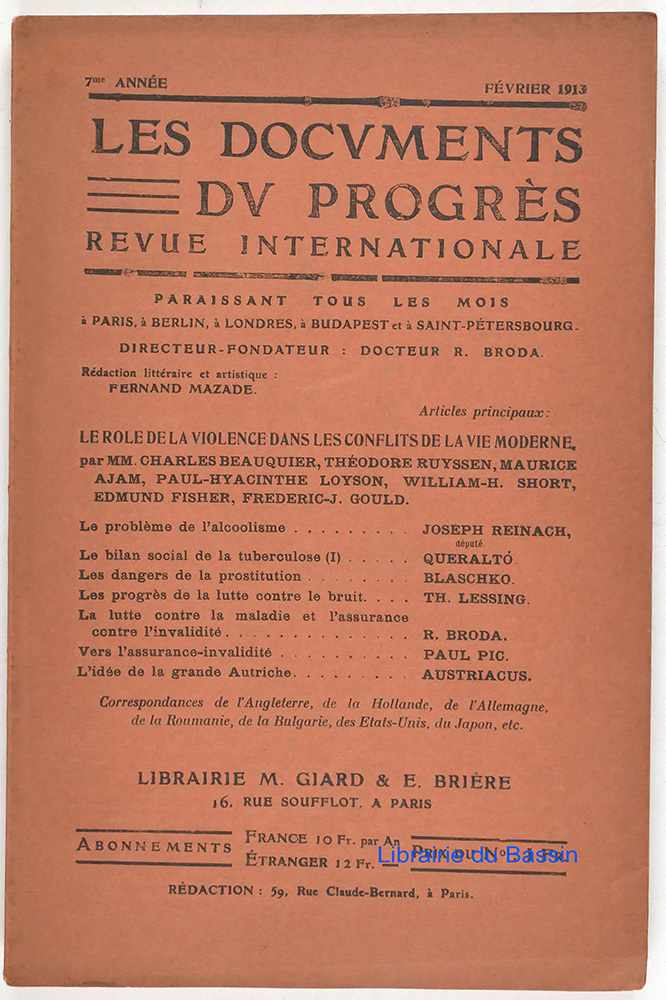 7me ANNÉE FÉVRIER 1913
LES DOCVMENTS
DV PROGRÈS
REVUE INTERNATIONALE
PARAISSANT TOUS LES MOIS
à PARIS, à BERLIN, à LONDRES, à BUDAPEST et à SAINT-PÉTERSBOURG.
DIRECTEUR-FONDATEUR : DOCTEUR R. BRODA.
Rédaction littéraire et artistique :
FERNAND MAZADE.
Articles principaux :
LE ROLE DE LA VIOLENCE DANS LES CONFLITS DE LA VIE MODERNE,
par MM. CHARLES BEAUQUIER, THÉODORE RUYSSEN, MAURICE
AJAM, PAUL-HYACINTHE LOYSON, WILLIAM-H. SHORT,
EDMUND FISHER, FREDERIC-J. GOULD.
Le problème de l'alcoolisme . . . . . . . . . JOSEPH REINACH,
député.
Le bilan social de la tuberculose (I) . . . . . QUERALTÓ.
Les dangers de la prostitution . . . . . . . . BLASCHKO.
Les progrès de la lutte contre le bruit. . . . TH. LESSING.
La lutte contre la maladie et l'assurance
contre l'invalidité . . . . . . . . . . . . . R. BRODA.
Vers l'assurance-invalidité . . . . . . . . . . PAUL PIC.
L'idée de la grande Autriche. . . . . . . . . AUSTRIACUS.
Correspondances de l'Angleterre, de la Hollande, de l'Allemagne,
de la Roumanie, de la Bulgarie, des Etats-Unis, du Japon, etc.
LIBRAIRIE M. GIARD & E. BRIÈRE
16, RUE SOUFFLOT, A PARIS
ABONNEMENTS FRANCE 10 Fr. par An
ÉTRANGER 12 Fr. —
PRIX DU No
Librairie du Bassin
RÉDACTION : 59, Rue Claude-Bernard, à Paris.